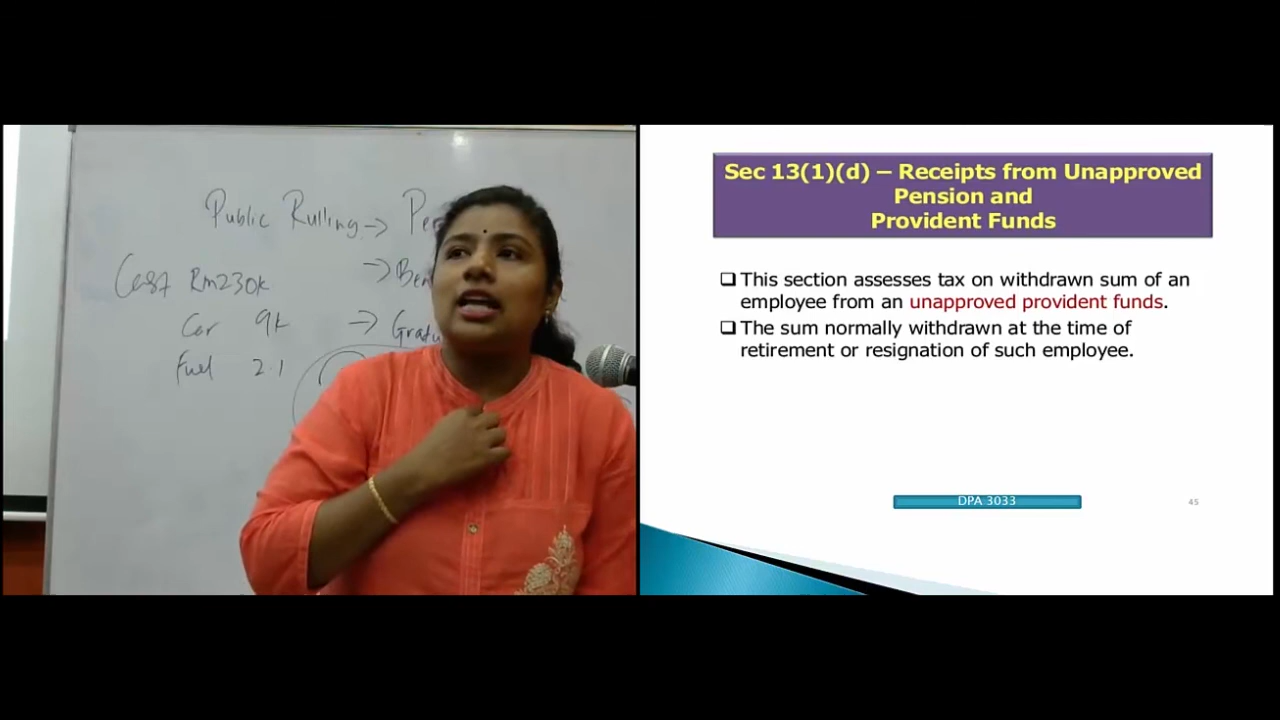 Public Rulling ->
Cost Rm230k ->
Car 9k ->
Fuel 2.1
Sec 13(1)(d) – Receipts from Unapproved
Pension and
Provident Funds
❑ This section assesses tax on withdrawn sum of an
employee from an unapproved provident funds.
❑ The sum normally withdrawn at the time of
retirement or resignation of such employee.
DPA 3033
45